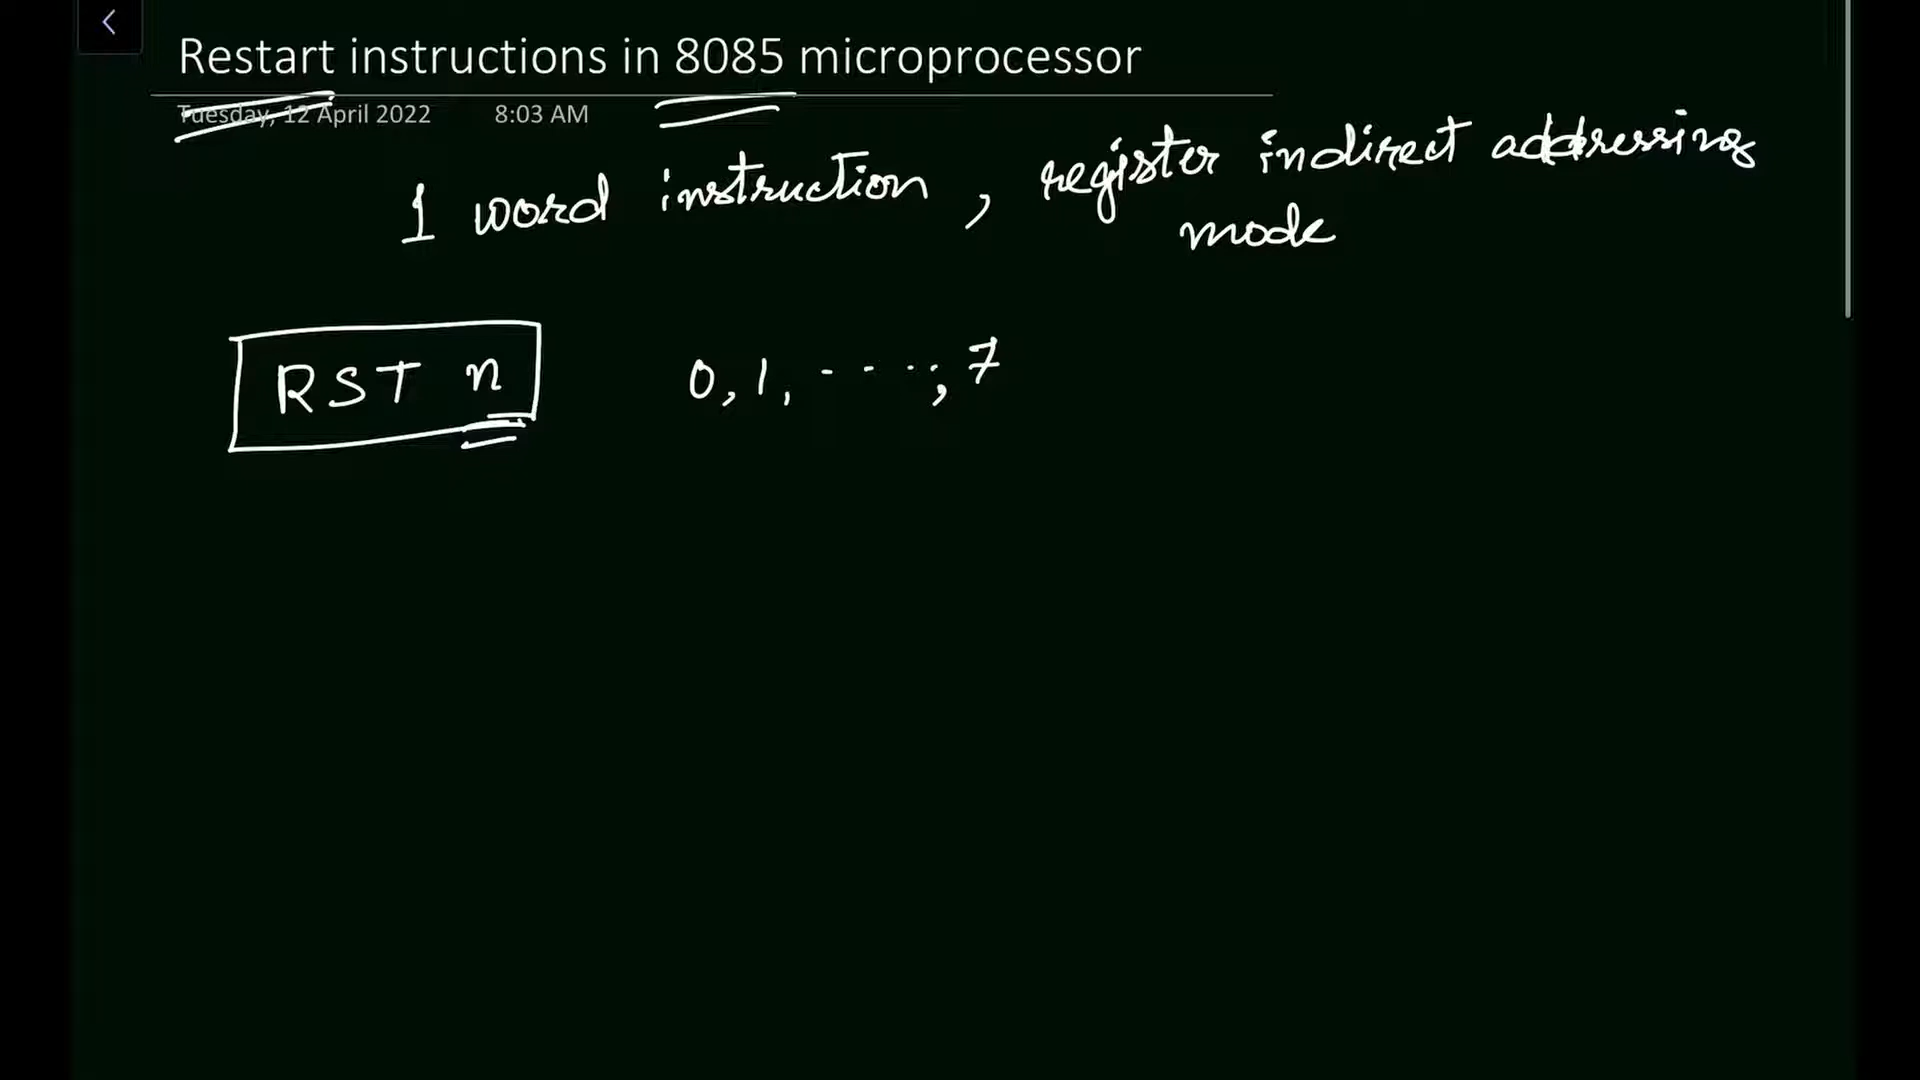 Restart instructions in 8085 microprocessor
Tuesday, 12 April 2022 8:03 AM
1 word instruction, register indirect addressing
mode
RST n 0, 1, ....., 7